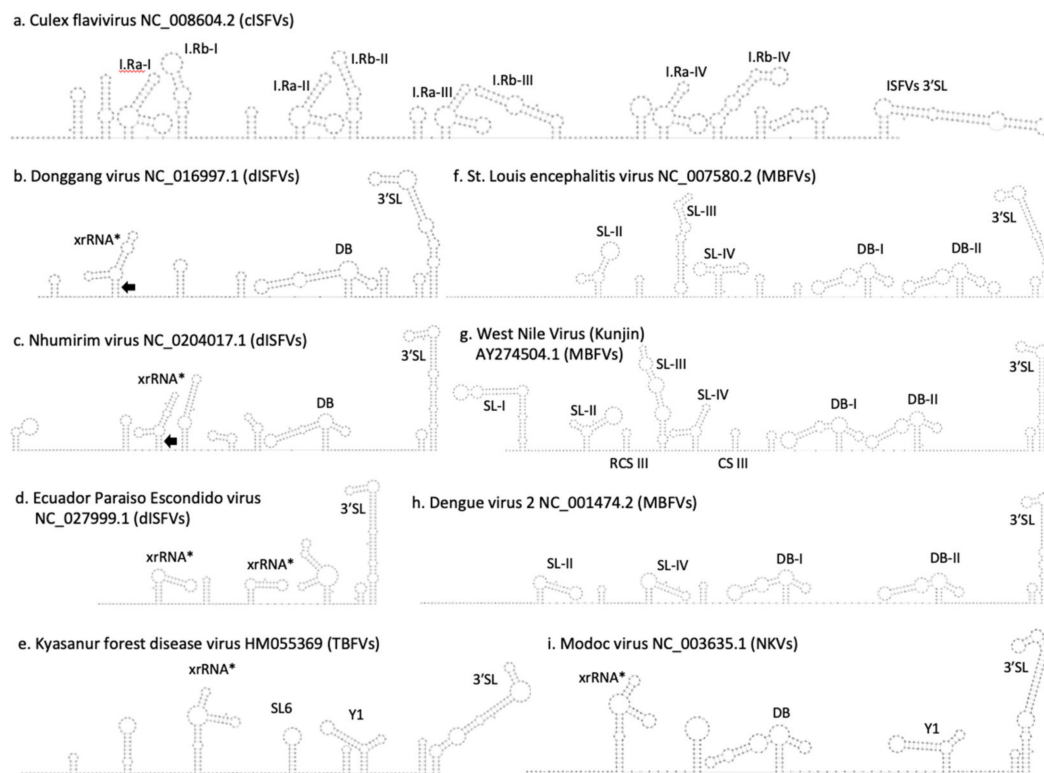 a. Culex flavivirus NC_008604.2 (cISFVs)
I.Ra-I
I.Rb-I
I.Ra-II
I.Rb-II
I.Ra-III
I.Rb-III
I.Ra-IV
I.Rb-IV
ISFVs 3'SL
b. Donggang virus NC_016997.1 (dISFVs)
xrRNA*
DB
3'SL
f. St. Louis encephalitis virus NC_007580.2 (MBFVs)
SL-II
SL-III
SL-IV
DB-I
DB-II
3'SL
c. Nhumirim virus NC_0204017.1 (dISFVs)
xrRNA*
DB
3'SL
g. West Nile Virus (Kunjin)
AY274504.1 (MBFVs)
SL-I
SL-II
RCS III
SL-III
SL-IV
CS III
DB-I
DB-II
3'SL
d. Ecuador Paraiso Escondido virus
NC_027999.1 (dISFVs)
xrRNA*
xrRNA*
3'SL
h. Dengue virus 2 NC_001474.2 (MBFVs)
SL-II
SL-IV
DB-I
DB-II
3'SL
e. Kyasanur forest disease virus HM055369 (TBFVs)
xrRNA*
SL6
Y1
3'SL
i. Modoc virus NC_003635.1 (NKVs)
xrRNA*
DB
Y1
3'SL